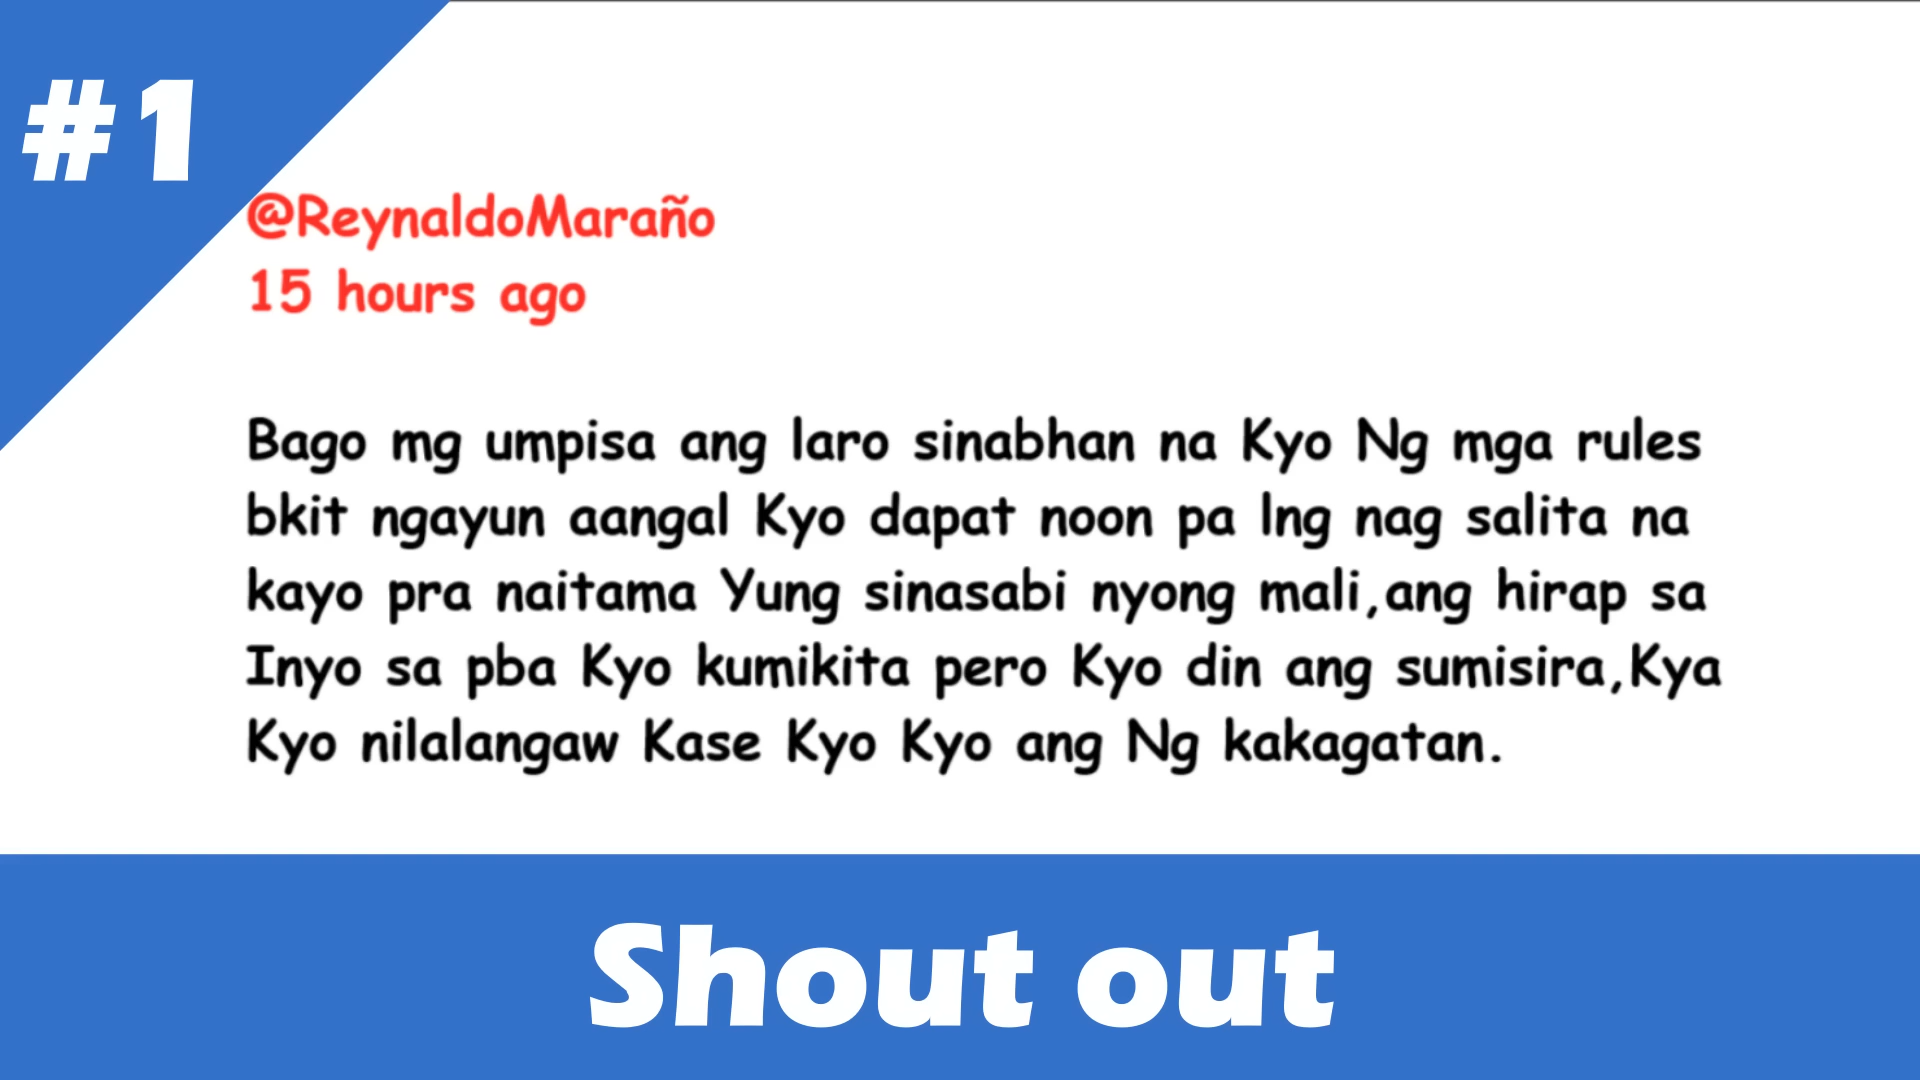 #1
@ReynaldoMaraño
15 hours ago
Bago mg umpisa ang laro sinabhan na Kyo Ng mga rules
bkit ngayun aangal Kyo dapat noon pa lng nag salita na
kayo pra naitama Yung sinasabi nyong mali,ang hirap sa
Inyo sa pba Kyo kumikita pero Kyo din ang sumisira,Kya
Kyo nilalangaw Kase Kyo Kyo ang Ng kakagatan.
Shout out